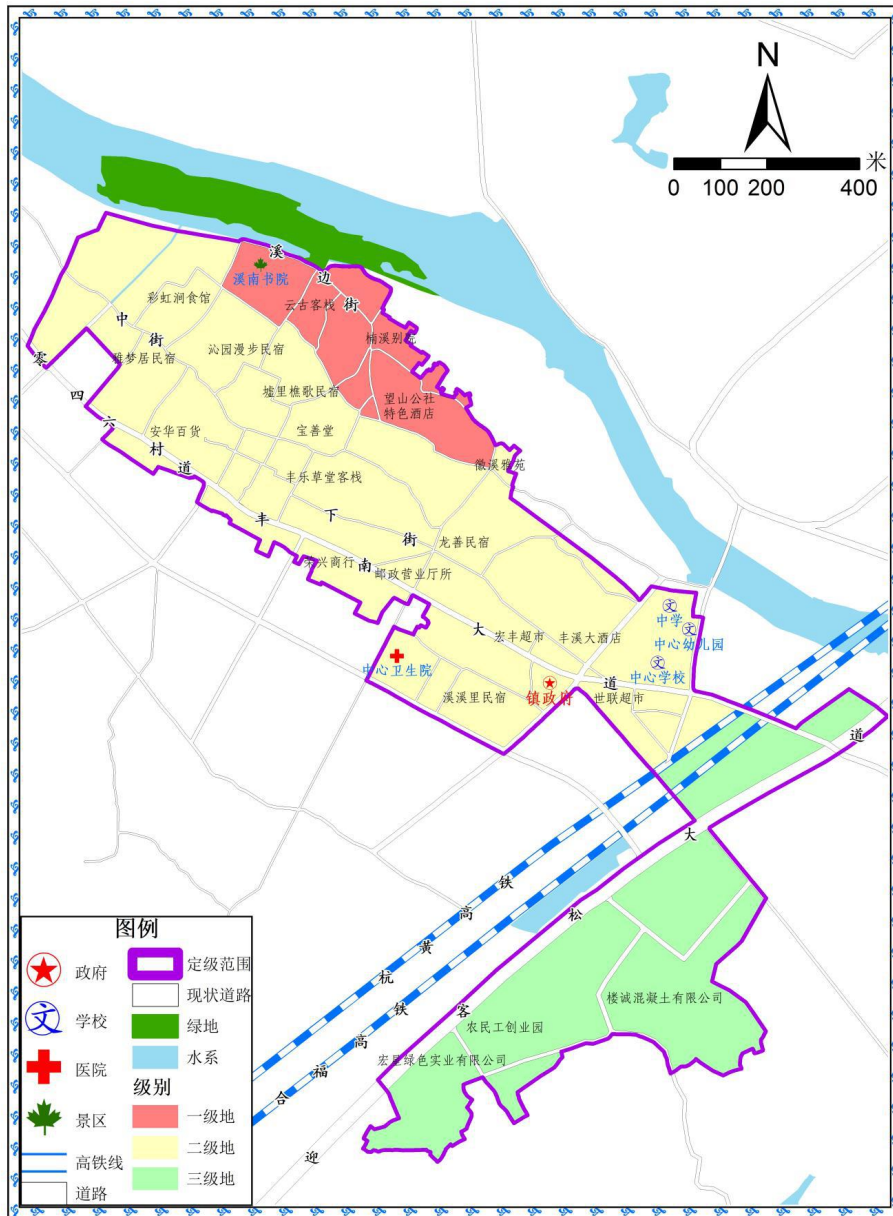 N
米
0 100 200 400
溪边街
溪南书院
云古客栈
彩虹涧食馆
中街
楠溪别院
沁园漫步民宿
雅梦居民宿
零四六村道
墟里樵歌民宿
望山公社
特色酒店
安华百货
宝善堂
徽溪雅苑
丰乐草堂客栈
丰南大道
下街
龙善民宿
荣兴商行
邮政营业厅所
中学
中心幼儿园
宏丰超市
丰溪大酒店
中心学校
中心卫生院
溪溪里民宿
镇政府
世联超市
迎客松大道
杭黄高铁
合福高铁
楼诚混凝土有限公司
农民工创业园
宏星绿色实业有限公司
图例
政府
学校
医院
景区
高铁线
道路
定级范围
现状道路
绿地
水系
级别
一级地
二级地
三级地